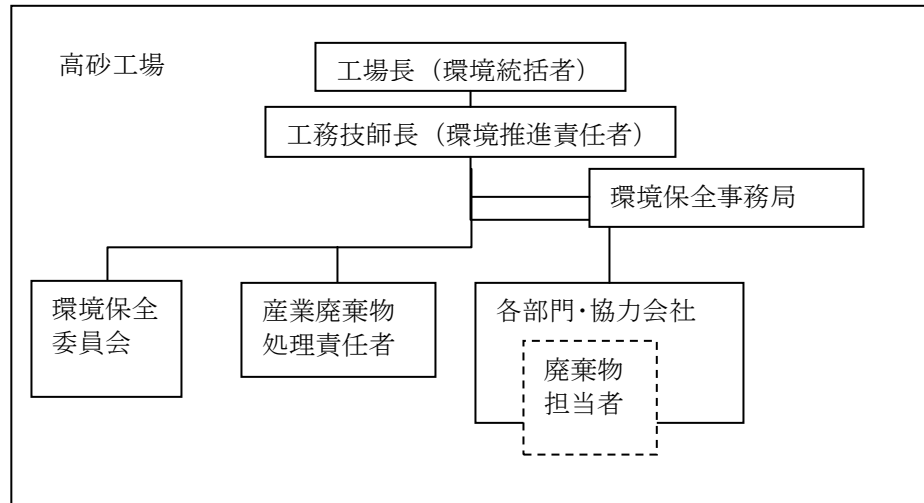 高砂工場
工場長（環境統括者）
工務技師長（環境推進責任者）
環境保全事務局
環境保全
委員会
産業廃棄物
処理責任者
各部門・協力会社
廃棄物
担当者